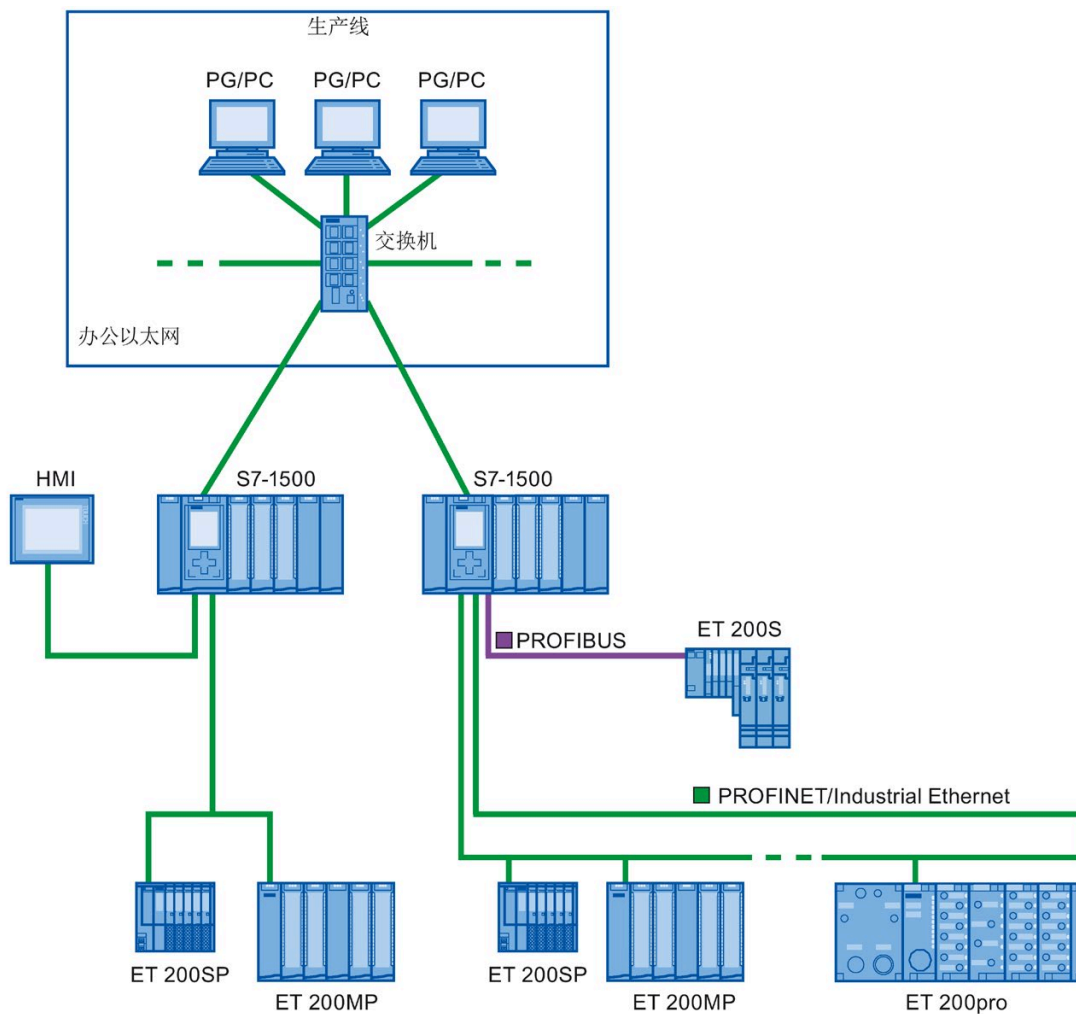 生产线
PG/PC PG/PC PG/PC
交换机
办公以太网
HMI S7-1500 S7-1500
PROFIBUS ET 200S
PROFINET/Industrial Ethernet
ET 200SP ET 200MP ET 200SP ET 200MP ET 200pro